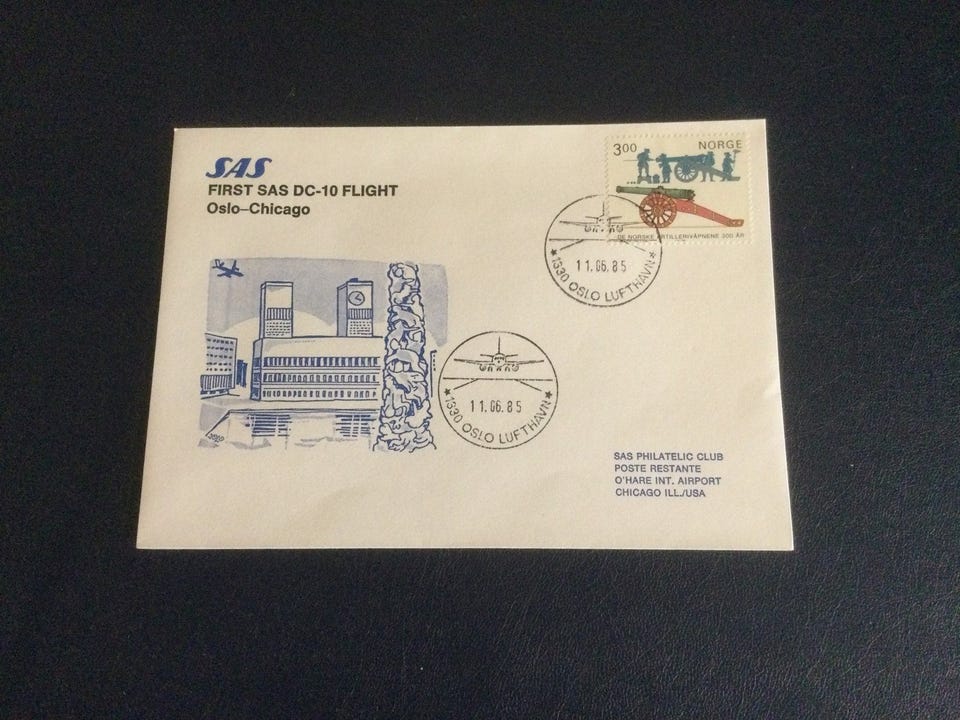 SAS
FIRST SAS DC-10 FLIGHT
Oslo–Chicago
3.00 NORGE
DE NORSKE ARTILLERIVÅPNENE 300 ÅR
11.06.85
★1330 OSLO LUFTHAVN★
11.06.85
★1330 OSLO LUFTHAVN★
SAS PHILATELIC CLUB
POSTE RESTANTE
O'HARE INT. AIRPORT
CHICAGO ILL./USA